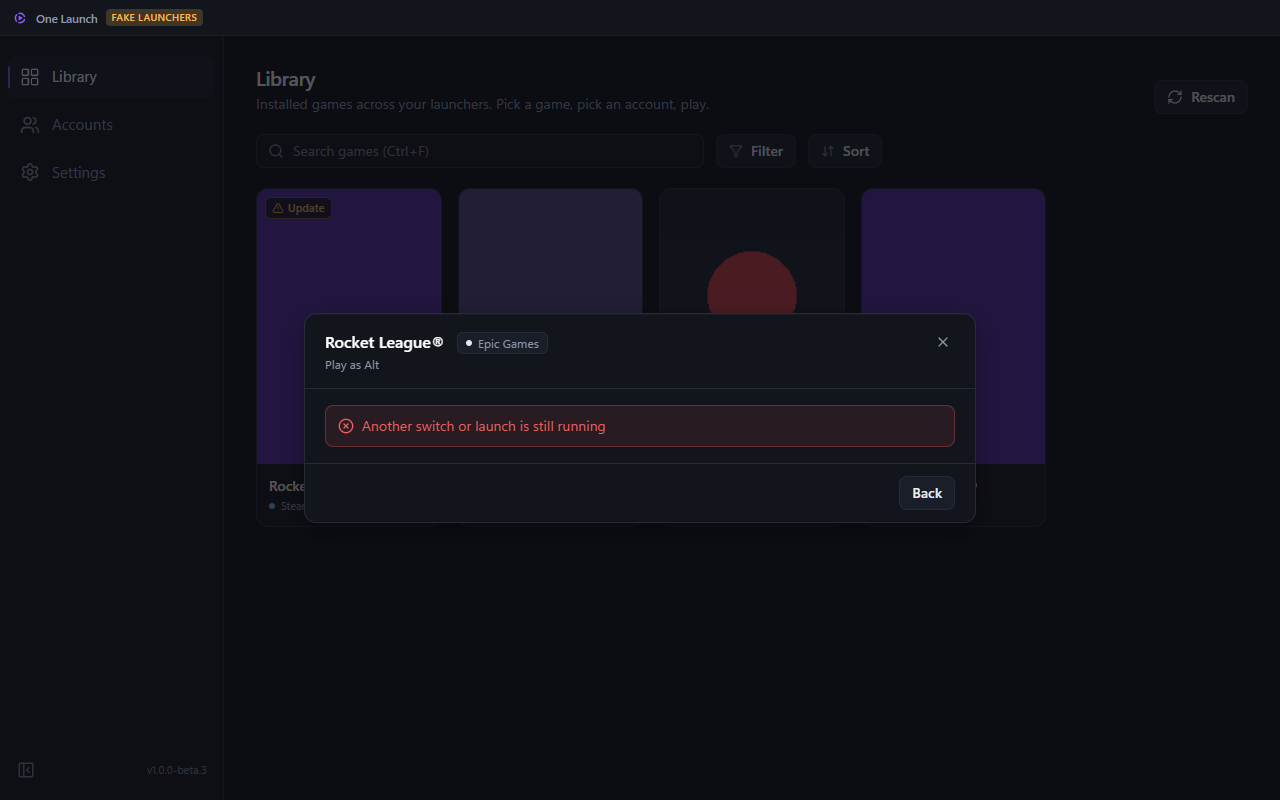 One Launch FAKE LAUNCHERS
Library
Accounts
Settings
Library
Installed games across your launchers. Pick a game, pick an account, play.
Rescan
Search games (Ctrl+F)
Filter
Sort
Update
Rocket League® Epic Games
Play as Alt
Another switch or launch is still running
Back
v1.0.0-beta.3